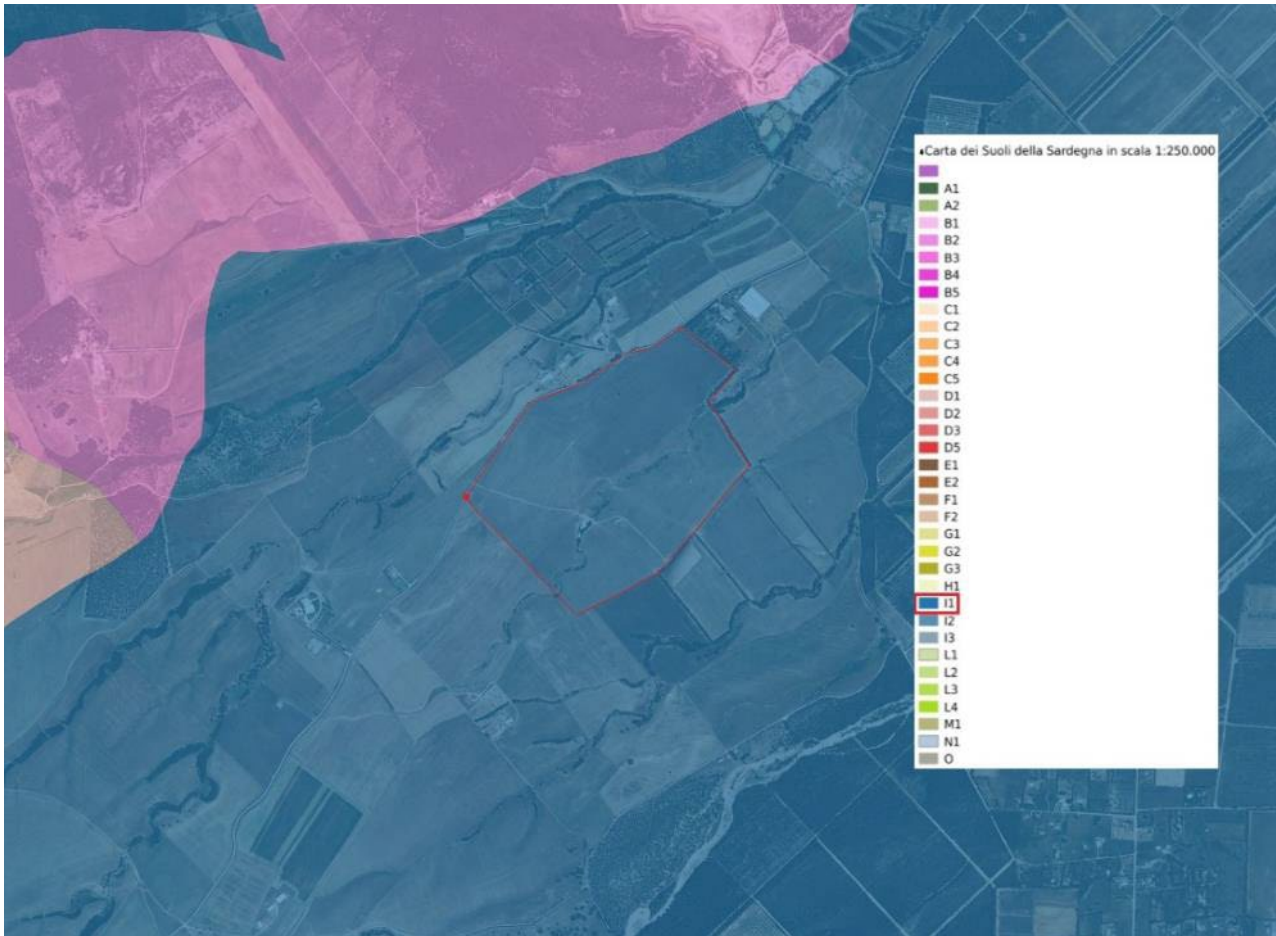 Carta dei Suoli della Sardegna in scala 1:250.000
A1
A2
B1
B2
B3
B4
B5
C1
C2
C3
C4
C5
D1
D2
D3
D5
E1
E2
F1
F2
G1
G2
G3
H1
I1
I2
I3
L1
L2
L3
L4
M1
N1
O